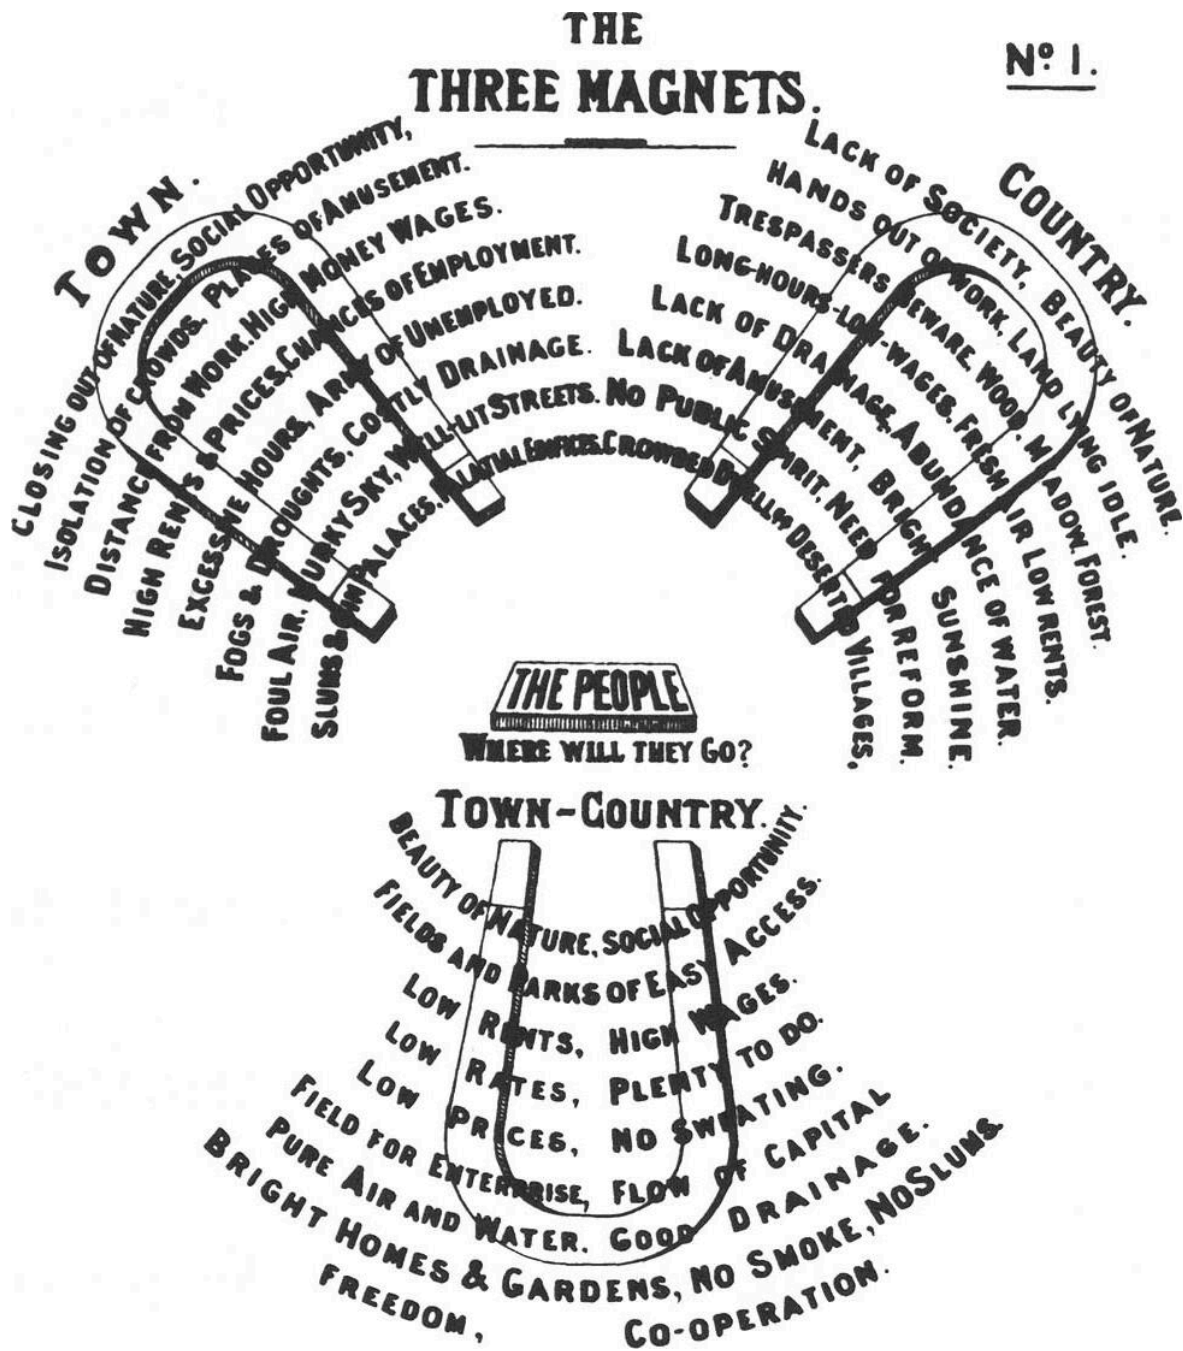 THE
THREE MAGNETS.
Nº 1.
TOWN.
CLOSING OUT OF NATURE, SOCIAL OPPORTUNITY,
ISOLATION OF CROWDS, PLACES OF AMUSEMENT.
DISTANCE FROM WORK. HIGH MONEY WAGES.
HIGH RENTS & PRICES, CHANCES OF EMPLOYMENT.
EXCESSIVE HOURS, ARMY OF UNEMPLOYED.
FOGS & DROUGHTS, COSTLY DRAINAGE.
FOUL AIR, MURKY SKY, WELL-LIT STREETS.
SLUMS & GIN PALACES, PALATIAL EDIFICES.
COUNTRY.
LACK OF SOCIETY, BEAUTY OF NATURE.
HANDS OUT OF WORK, LAND LYING IDLE.
TRESPASSERS BEWARE, WOOD, MEADOW, FOREST.
LONG-HOURS-LOW-WAGES, FRESH AIR LOW RENTS.
LACK OF DRAINAGE, ABUNDANCE OF WATER.
LACK OF AMUSEMENT, BRIGHT SUNSHINE.
NO PUBLIC SPIRIT, NEED FOR REFORM.
CROWDED DWELLGS DESERTED VILLAGES.
THE PEOPLE
WHERE WILL THEY GO?
TOWN-COUNTRY.
BEAUTY OF NATURE, SOCIAL OPPORTUNITY.
FIELDS AND PARKS OF EASY ACCESS.
LOW RENTS, HIGH WAGES.
LOW RATES, PLENTY TO DO.
LOW PRICES, NO SWEATING.
FIELD FOR ENTERPRISE, FLOW OF CAPITAL
PURE AIR AND WATER. GOOD DRAINAGE.
BRIGHT HOMES & GARDENS, NO SMOKE, NO SLUMS.
FREEDOM, CO-OPERATION.